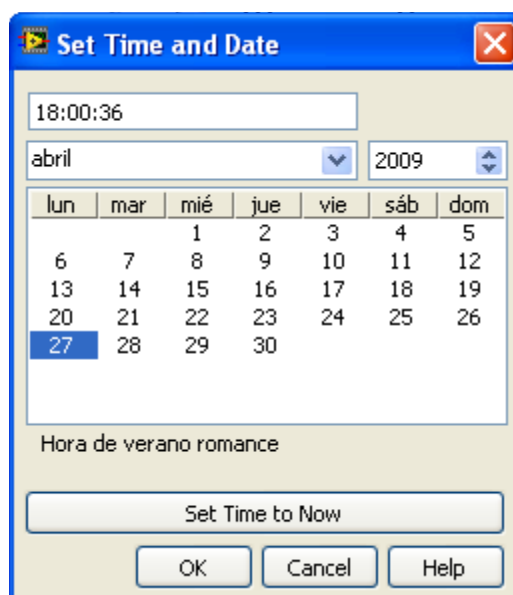 Set Time and Date
18:00:36
abril 2009
lun mar mié jue vie sáb dom
1 2 3 4 5
6 7 8 9 10 11 12
13 14 15 16 17 18 19
20 21 22 23 24 25 26
27 28 29 30
Hora de verano romance
Set Time to Now
OK Cancel Help